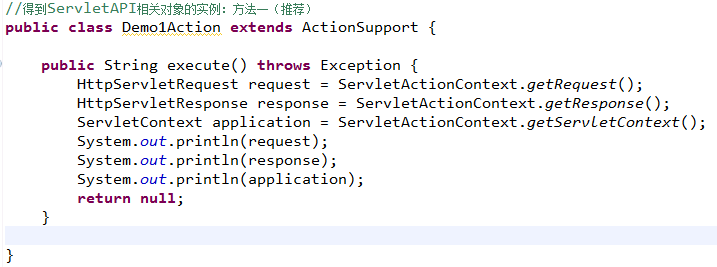 //得到ServletAPI相关对象的实例：方法一（推荐）
public class Demo1Action extends ActionSupport {
public String execute() throws Exception {
HttpServletRequest request = ServletActionContext.getRequest();
HttpServletResponse response = ServletActionContext.getResponse();
ServletContext application = ServletActionContext.getServletContext();
System.out.println(request);
System.out.println(response);
System.out.println(application);
return null;
}
}